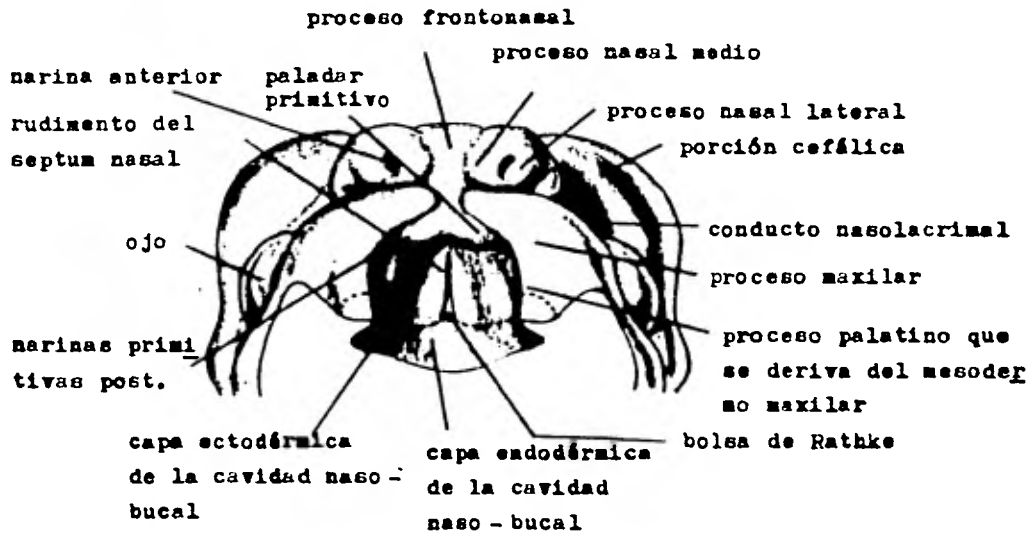 proceso frontonasal
proceso nasal medio
narina anterior
paladar
primitivo
proceso nasal lateral
rudimento del
septum nasal
porción cefálica
ojo
conducto nasolacrimal
proceso maxilar
narinas primi
tivas post.
proceso palatino que
se deriva del mesoder
mo maxilar
bolsa de Rathke
capa ectodérmica
de la cavidad naso-
bucal
capa endodérmica
de la cavidad
naso-bucal